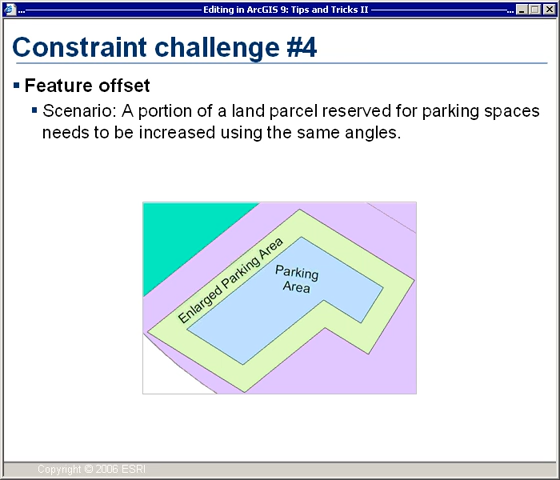 Editing in ArcGIS 9: Tips and Tricks II
Constraint challenge #4
Feature offset
Scenario: A portion of a land parcel reserved for parking spaces
needs to be increased using the same angles.
Enlarged Parking Area
Parking
Area
Copyright © 2006 ESRI